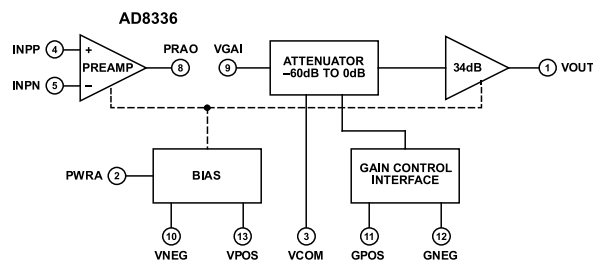 AD8336
INPP 4 + PREAMP 8 PRAO
INPN 5 –
VGAI 9
ATTENUATOR
–60dB TO 0dB
34dB
1 VOUT
PWRA 2
BIAS
GAIN CONTROL
INTERFACE
10 13 3 11 12
VNEG VPOS VCOM GPOS GNEG